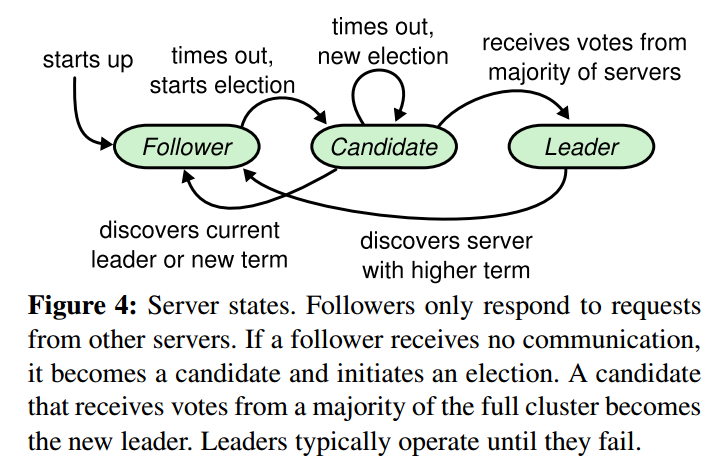 starts up
times out,
starts election
times out,
new election
receives votes from
majority of servers
Follower
Candidate
Leader
discovers current
leader or new term
discovers server
with higher term
Figure 4: Server states. Followers only respond to requests
from other servers. If a follower receives no communication,
it becomes a candidate and initiates an election. A candidate
that receives votes from a majority of the full cluster becomes
the new leader. Leaders typically operate until they fail.